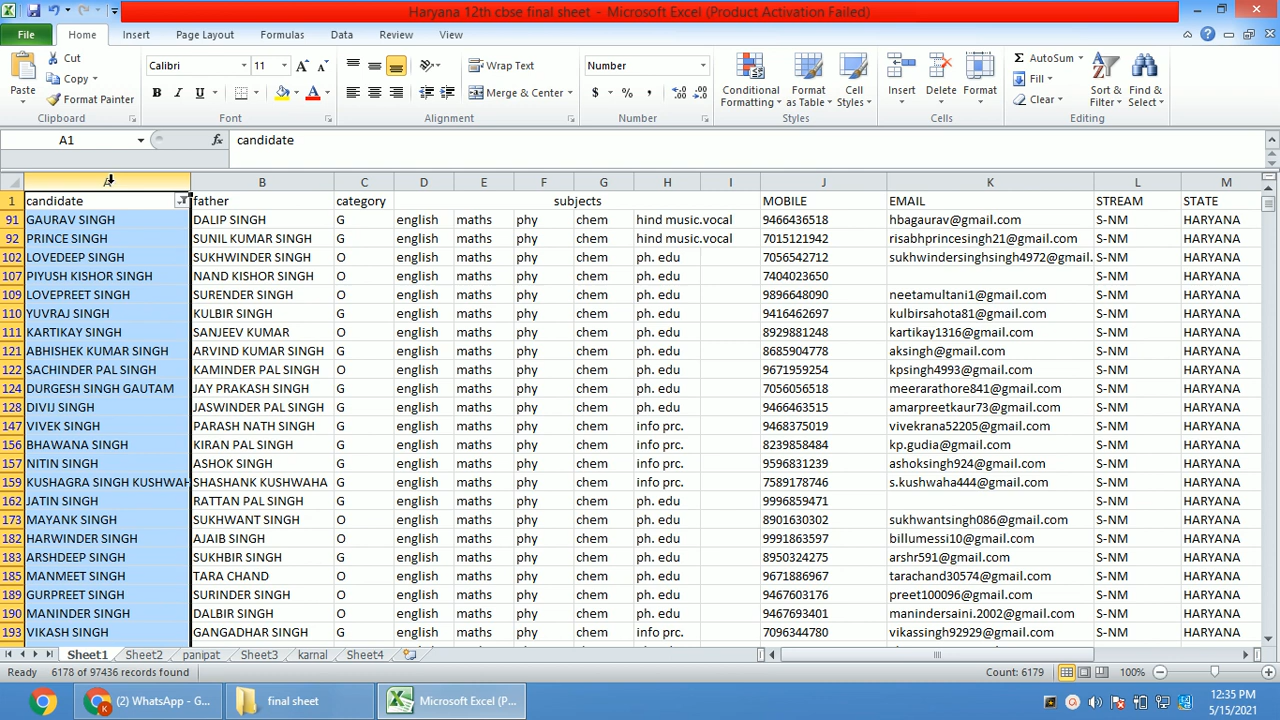 Haryana 12th cbse final sheet - Microsoft Excel (Product Activation Failed)
File Home Insert Page Layout Formulas Data Review View
Paste Cut Copy Format Painter Clipboard
Calibri 11 B I U A Font
Wrap Text Merge & Center Alignment
Number $ % , Number
Conditional Formatting Format as Table Cell Styles Styles
Insert Delete Format Cells
AutoSum Fill Clear Sort & Filter Find & Select Editing
A1 fx candidate
A B C D E F G H I J K L M
1 candidate father category subjects MOBILE EMAIL STREAM STATE
91 GAURAV SINGH DALIP SINGH G english maths phy chem hind music.vocal 9466436518 hbagaurav@gmail.com S-NM HARYANA
92 PRINCE SINGH SUNIL KUMAR SINGH G english maths phy chem hind music.vocal 7015121942 risabhprincesingh21@gmail.com S-NM HARYANA
102 LOVEDEEP SINGH SUKHWINDER SINGH O english maths phy chem ph. edu 7056542712 sukhwindersinghsingh4972@gmail. S-NM HARYANA
107 PIYUSH KISHOR SINGH NAND KISHOR SINGH G english maths phy chem ph. edu 7404023650 S-NM HARYANA
109 LOVEPREET SINGH SURENDER SINGH O english maths phy chem ph. edu 9896648090 neetamultani1@gmail.com S-NM HARYANA
110 YUVRAJ SINGH KULBIR SINGH G english maths phy chem ph. edu 9416462697 kulbirsahota81@gmail.com S-NM HARYANA
111 KARTIKAY SINGH SANJEEV KUMAR O english maths phy chem ph. edu 8929881248 kartikay1316@gmail.com S-NM HARYANA
121 ABHISHEK KUMAR SINGH ARVIND KUMAR SINGH G english maths phy chem ph. edu 8685904778 aksingh@gmail.com S-NM HARYANA
122 SACHINDER PAL SINGH KAMINDER PAL SINGH O english maths phy chem ph. edu 9671959254 kpsingh4993@gmail.com S-NM HARYANA
124 DURGESH SINGH GAUTAM JAY PRAKASH SINGH G english maths phy chem ph. edu 7056056518 meerarathore841@gmail.com S-NM HARYANA
128 DIVIJ SINGH JASWINDER PAL SINGH G english maths phy chem ph. edu 9466463515 amarpreetkaur73@gmail.com S-NM HARYANA
147 VIVEK SINGH PARASH NATH SINGH G english maths phy chem info prc. 9468375019 vivekrana52205@gmail.com S-NM HARYANA
156 BHAWANA SINGH KIRAN PAL SINGH G english maths phy chem info prc. 8239858484 kp.gudia@gmail.com S-NM HARYANA
157 NITIN SINGH ASHOK SINGH G english maths phy chem info prc. 9596831239 ashoksingh924@gmail.com S-NM HARYANA
159 KUSHAGRA SINGH KUSHWAH SHASHANK KUSHWAHA G english maths phy chem info prc. 7589178746 s.kushwaha444@gmail.com S-NM HARYANA
162 JATIN SINGH RATTAN PAL SINGH O english maths phy chem ph. edu 9996859471 S-NM HARYANA
173 MAYANK SINGH SUKHWANT SINGH O english maths phy chem ph. edu 8901630302 sukhwantsingh086@gmail.com S-NM HARYANA
182 HARWINDER SINGH AJAIB SINGH O english maths phy chem ph. edu 9991863597 billumessi10@gmail.com S-NM HARYANA
183 ARSHDEEP SINGH SUKHBIR SINGH G english maths phy chem ph. edu 8950324275 arshr591@gmail.com S-NM HARYANA
185 MANMEET SINGH TARA CHAND O english maths phy chem ph. edu 9671886967 tarachand30574@gmail.com S-NM HARYANA
189 GURPREET SINGH SURINDER SINGH O english maths phy chem ph. edu 9467603176 preet100096@gmail.com S-NM HARYANA
190 MANINDER SINGH DALBIR SINGH O english maths phy chem ph. edu 9467693401 manindersaini.2002@gmail.com S-NM HARYANA
193 VIKASH SINGH GANGADHAR SINGH G english maths phy chem info prc. 7096344780 vikassingh92929@gmail.com S-NM HARYANA
Sheet1 Sheet2 panipat Sheet3 karnal Sheet4
Ready 6178 of 97436 records found Count: 6179 100%
(2) WhatsApp - G... final sheet Microsoft Excel (P...
12:35 PM
5/15/2021